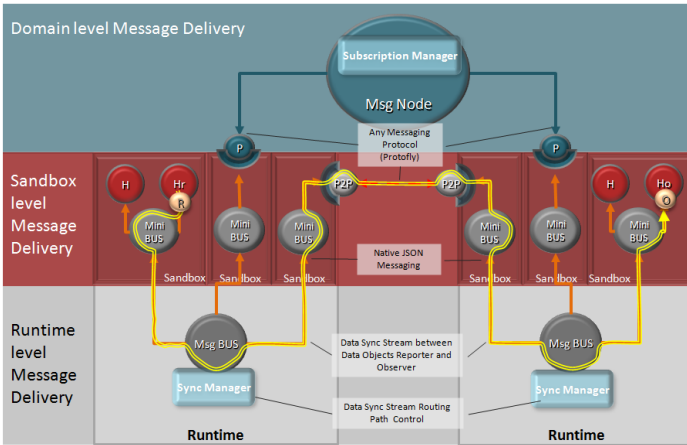 Domain level Message Delivery
Subscription Manager
Msg Node
P
P
Any Messaging
Protocol
(Protofly)
Sandbox
level
Message
Delivery
H
Hr
R
Mini
BUS
Mini
BUS
Mini
BUS
P2P
P2P
Mini
BUS
Mini
BUS
H
Ho
O
Mini
BUS
Sandbox
Sandbox
Sandbox
Native JSON
Messaging
Sandbox
Sandbox
Sandbox
Runtime
level
Message
Delivery
Msg BUS
Sync Manager
Data Sync Stream between
Data Objects Reporter and
Observer
Data Sync Stream Routing
Path Control
Msg BUS
Sync Manager
Runtime
Runtime